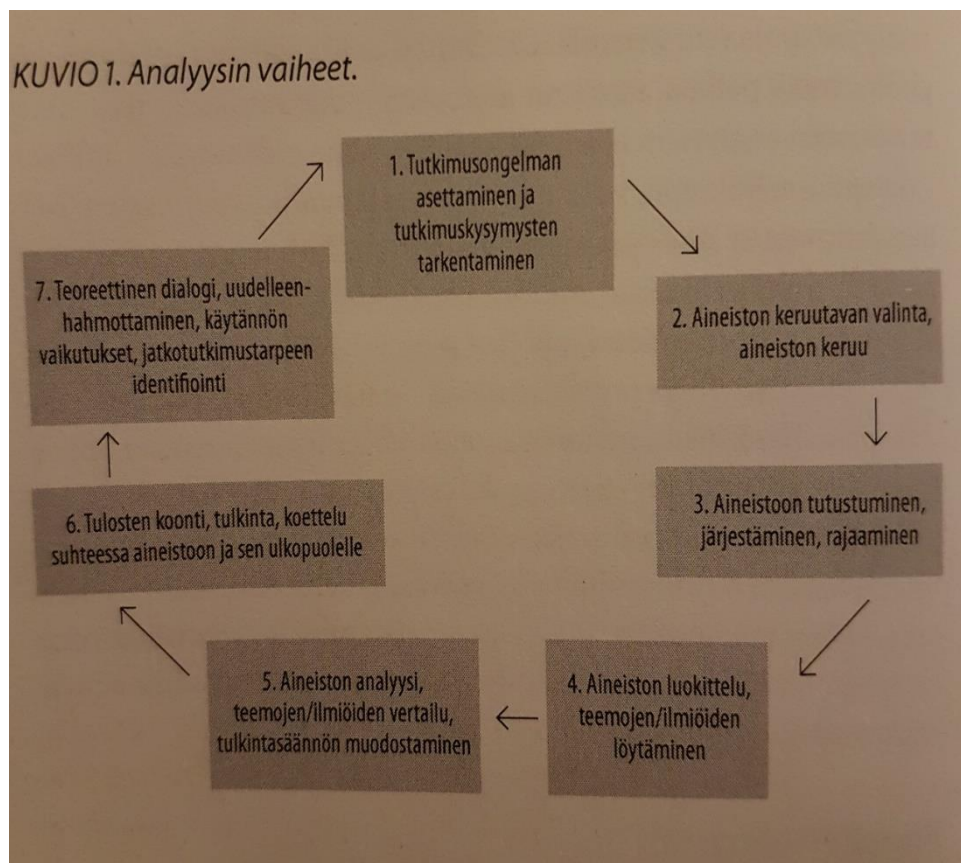 KUVIO 1. Analyysin vaiheet.
1. Tutkimusongelman
asettaminen ja
tutkimuskysymysten
tarkentaminen
2. Aineiston keruutavan valinta,
aineiston keruu
3. Aineistoon tutustuminen,
järjestäminen, rajaaminen
4. Aineiston luokittelu,
teemojen/ilmiöiden
löytäminen
5. Aineiston analyysi,
teemojen/ilmiöiden vertailu,
tulkintasäännön muodostaminen
6. Tulosten koonti, tulkinta, koettelu
suhteessa aineistoon ja sen ulkopuolelle
7. Teoreettinen dialogi, uudelleen-
hahmottaminen, käytännön
vaikutukset, jatkotutkimustarpeen
identifiointi